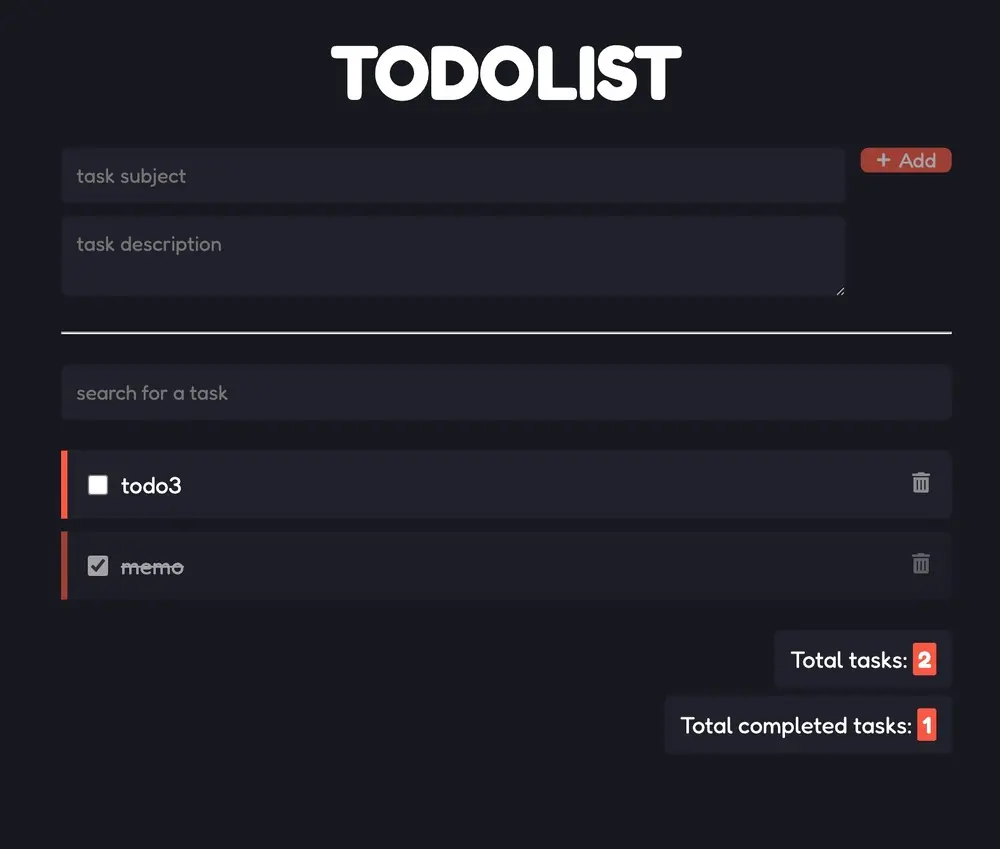 TODOLIST
task subject
+ Add
task description
search for a task
todo3
memo
Total tasks: 2
Total completed tasks: 1